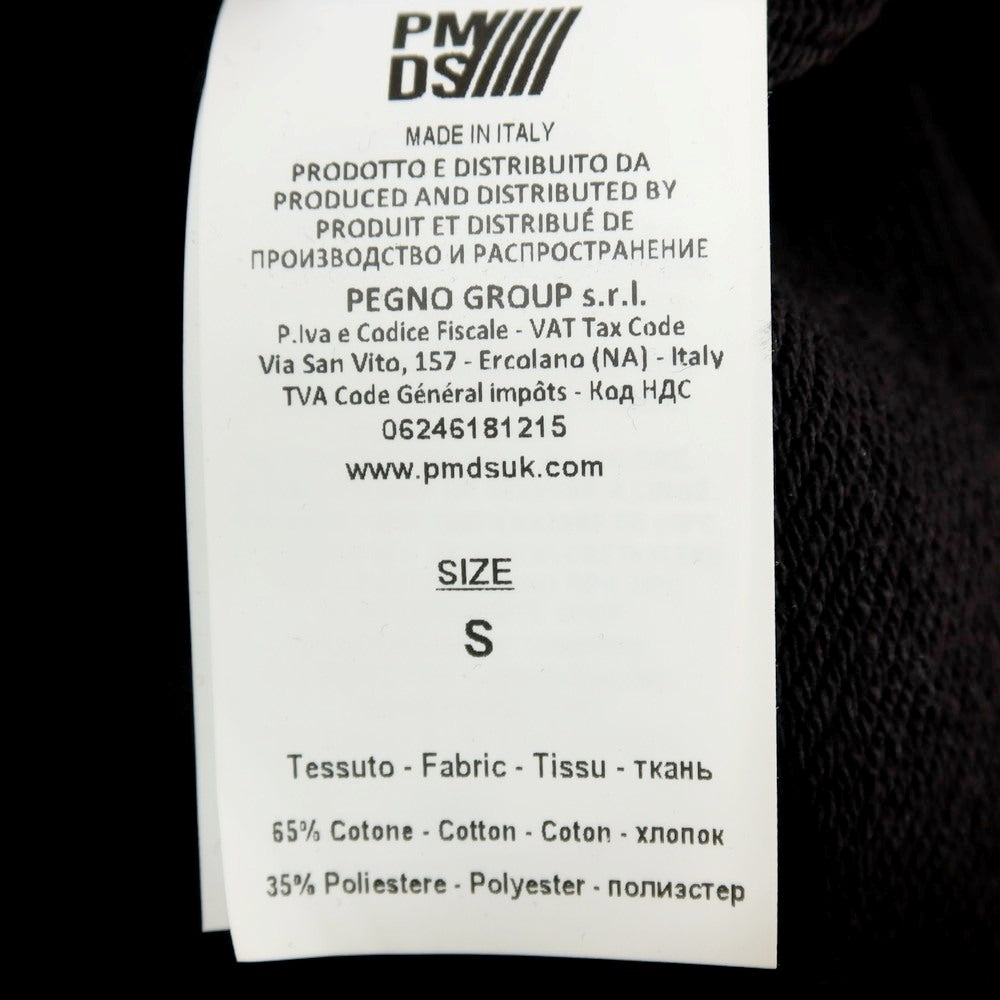 PM
DS
MADE IN ITALY
PRODOTTO E DISTRIBUITO DA
PRODUCED AND DISTRIBUTED BY
PRODUIT ET DISTRIBUÉ DE
ПРОИЗВОДСТВО И РАСПРОСТРАНЕНИЕ
PEGNO GROUP s.r.l.
P.Iva e Codice Fiscale - VAT Tax Code
Via San Vito, 157 - Ercolano (NA) - Italy
TVA Code Général impôts - Код НДС
06246181215
www.pmdsuk.com
SIZE
S
Tessuto - Fabric - Tissu - ткань
65% Cotone - Cotton - Coton - хлопок
35% Poliestere - Polyester - полиэстер